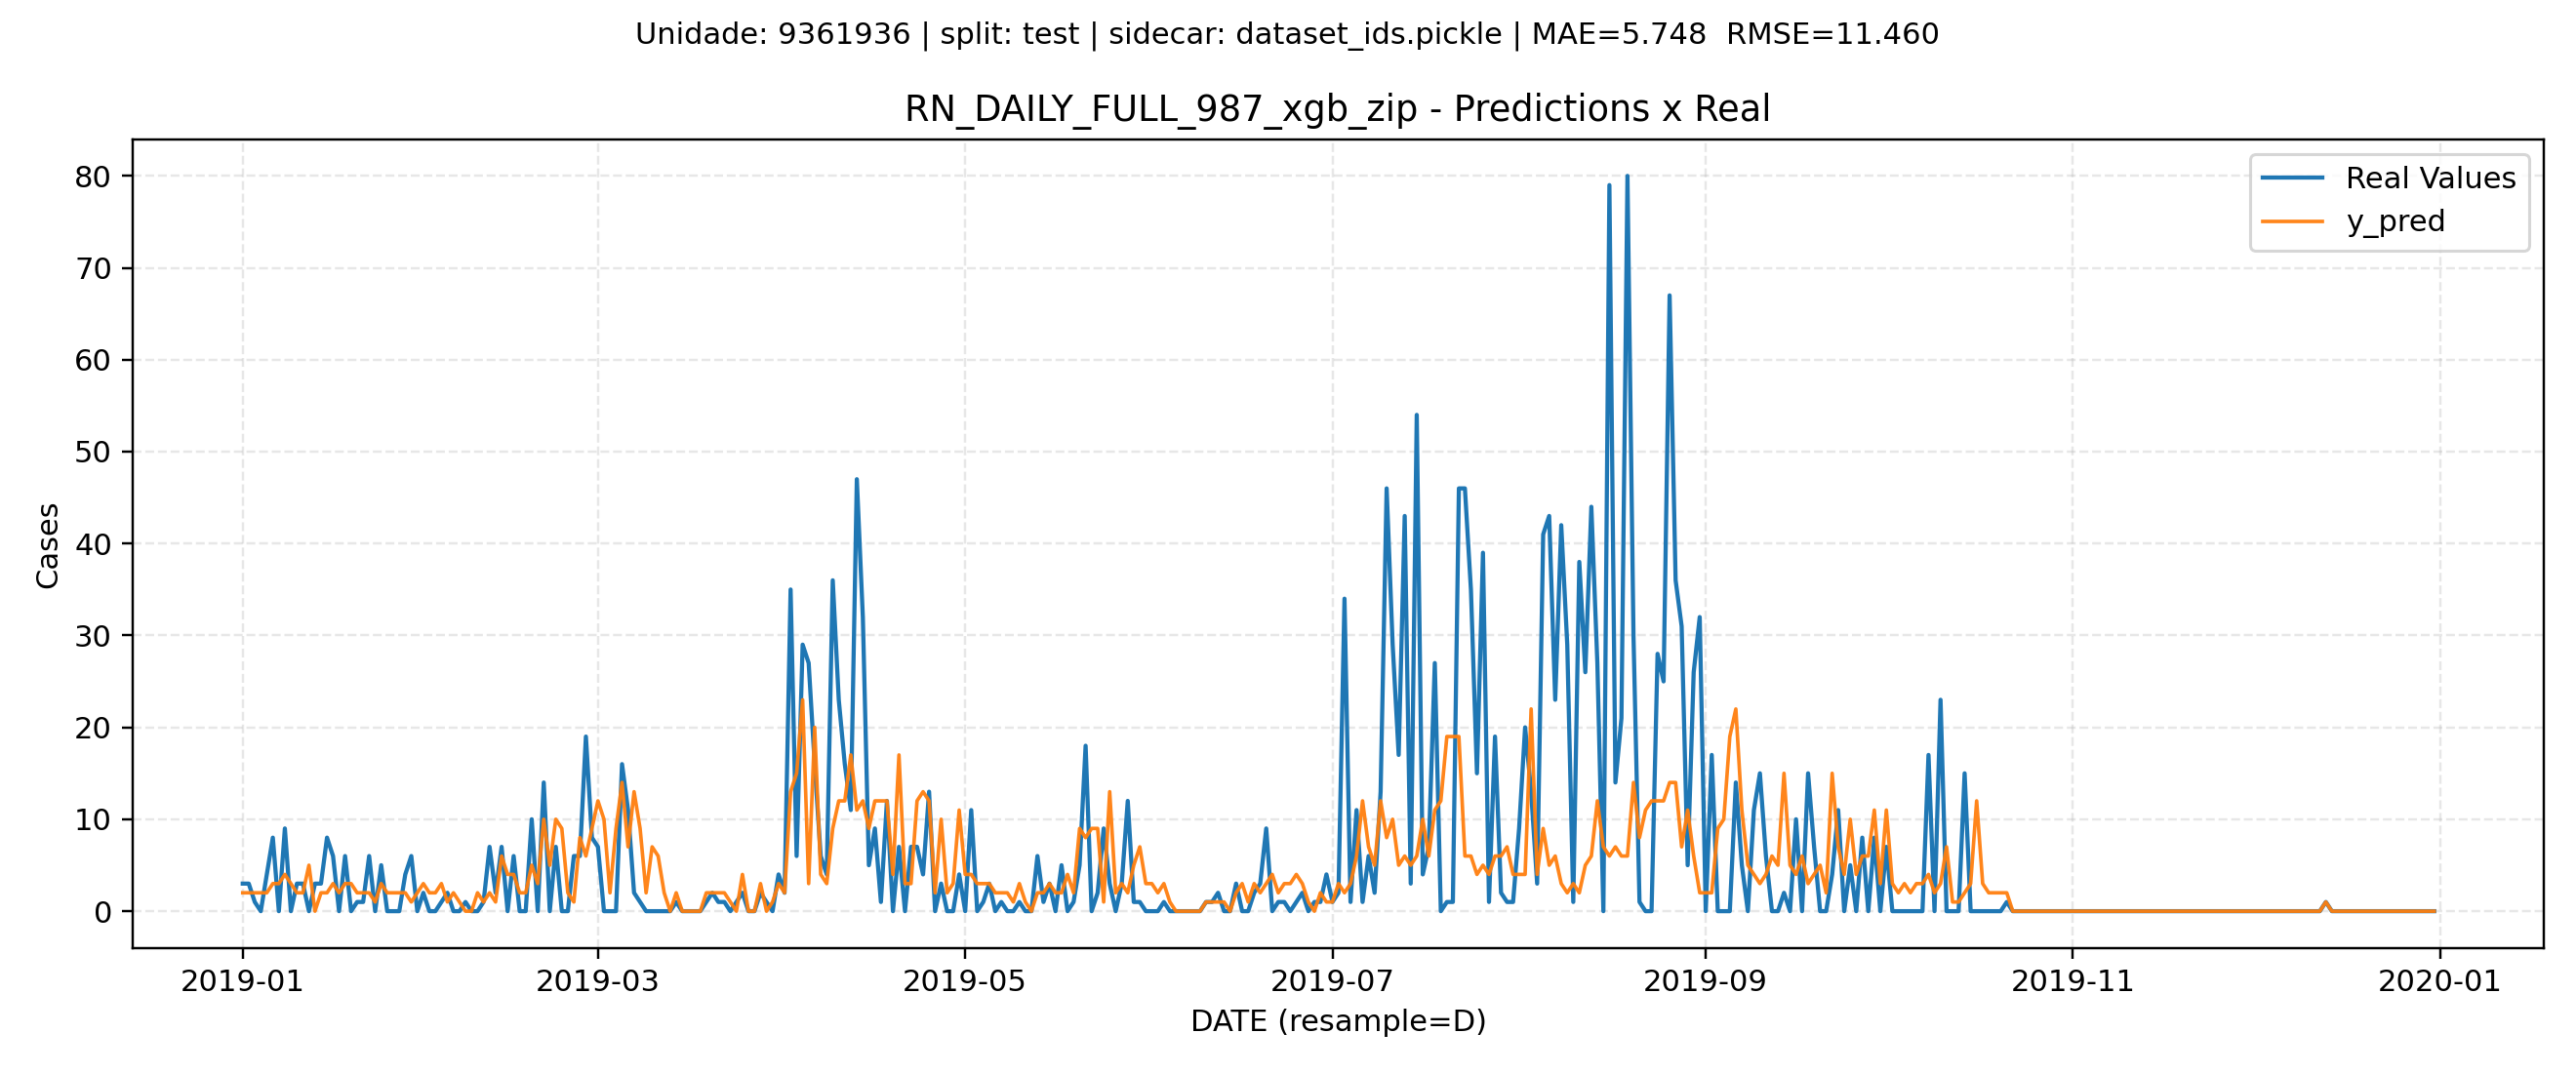 Unidade: 9361936 | split: test | sidecar: dataset_ids.pickle | MAE=5.748  RMSE=11.460
RN_DAILY_FULL_987_xgb_zip - Predictions x Real
Real Values
y_pred
80
70
60
50
40
30
20
10
0
Cases
2019-01
2019-03
2019-05
2019-07
2019-09
2019-11
2020-01
DATE (resample=D)